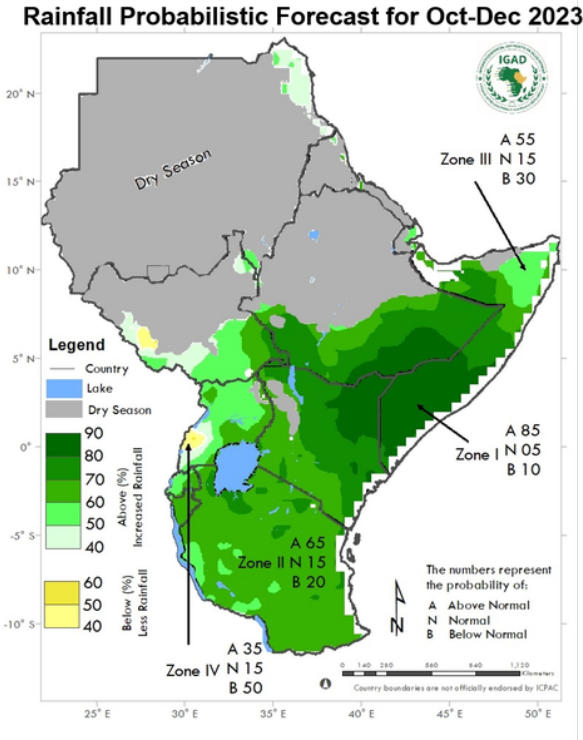 Rainfall Probabilistic Forecast for Oct-Dec 2023
IGAD
20° N
15° N
10° N
5° N
0°
-5° S
-10° S
Dry Season
A 55
Zone III N 15
B 30
A 85
Zone I N 05
B 10
A 65
Zone II N 15
B 20
A 35
Zone IV N 15
B 50
Legend
Country
Lake
Dry Season
90
80
70
60
50
40
Above (%)
Increased Rainfall
60
50
40
Below (%)
Less Rainfall
The numbers represent
the probability of:
A Above Normal
N Normal
B Below Normal
N
0 140 280 560 840 1,120
Kilometers
Country boundaries are not officially endorsed by ICPAC
25° E 30° E 35° E 40° E 45° E 50° E